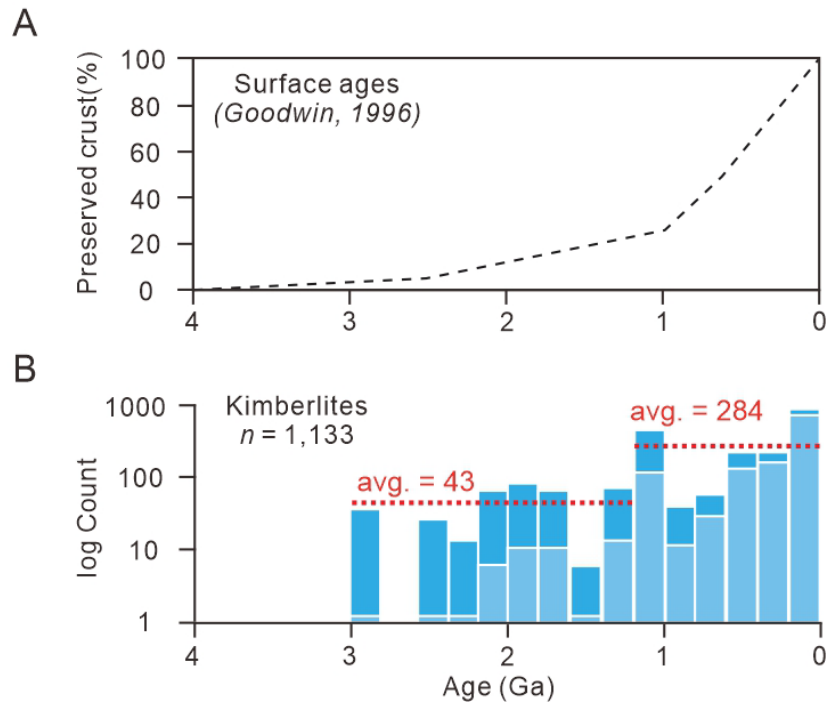 A
Preserved crust(%)
100
80
60
40
20
0
Surface ages
(Goodwin, 1996)
4
3
2
1
0
B
log Count
1000
100
10
1
Kimberlites
n = 1,133
avg. = 43
avg. = 284
4
3
2
1
0
Age (Ga)